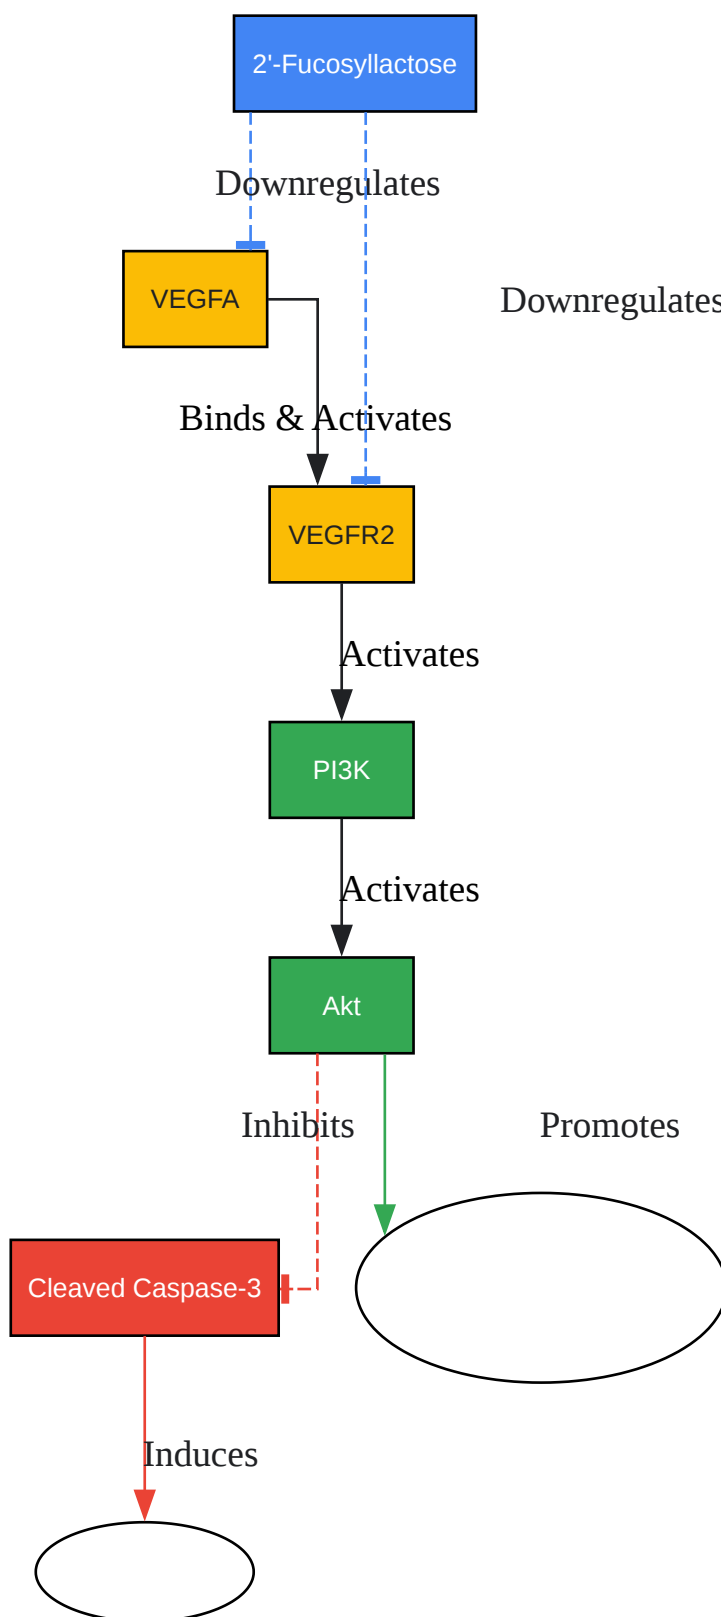 2'-Fucosyllactose
Downregulates
VEGFA
Downregulates
Binds & Activates
VEGFR2
Activates
PI3K
Activates
Akt
Inhibits
Promotes
Cleaved Caspase-3
Induces